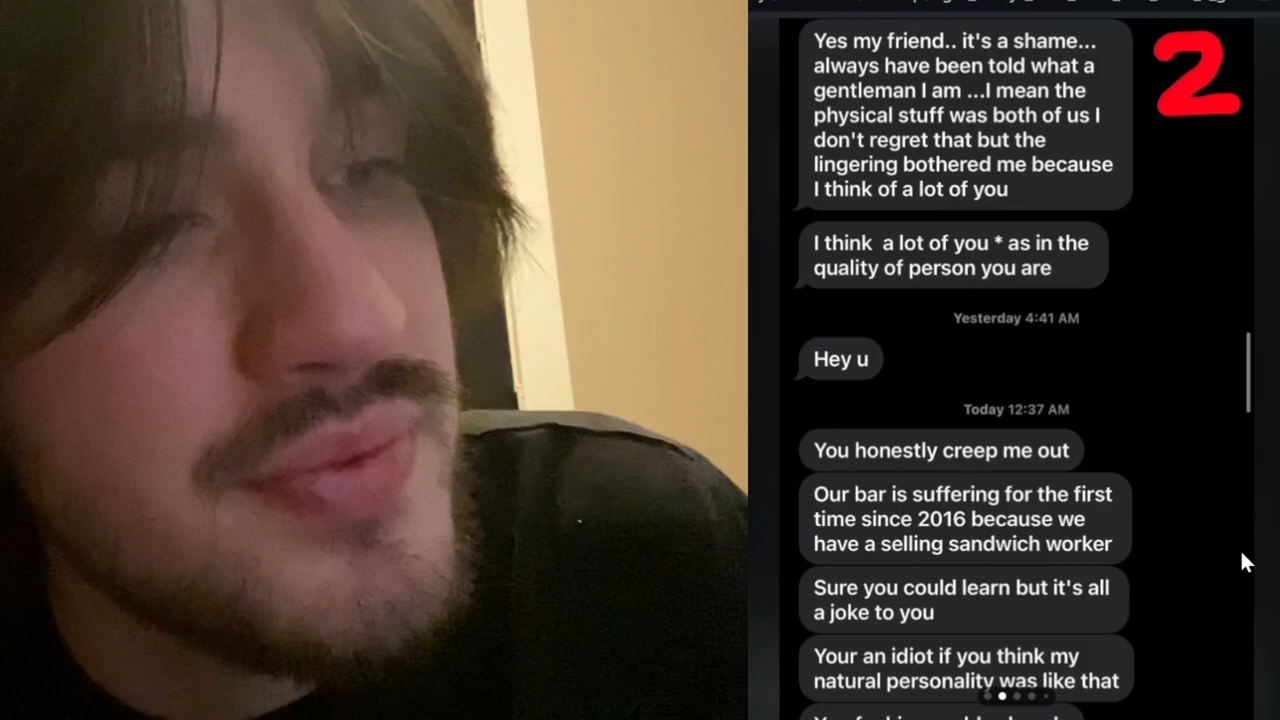 2
Yes my friend.. it's a shame...
always have been told what a
gentleman I am ...I mean the
physical stuff was both of us I
don't regret that but the
lingering bothered me because
I think of a lot of you
I think a lot of you * as in the
quality of person you are
Yesterday 4:41 AM
Hey u
Today 12:37 AM
You honestly creep me out
Our bar is suffering for the first
time since 2016 because we
have a selling sandwich worker
Sure you could learn but it's all
a joke to you
Your an idiot if you think my
natural personality was like that